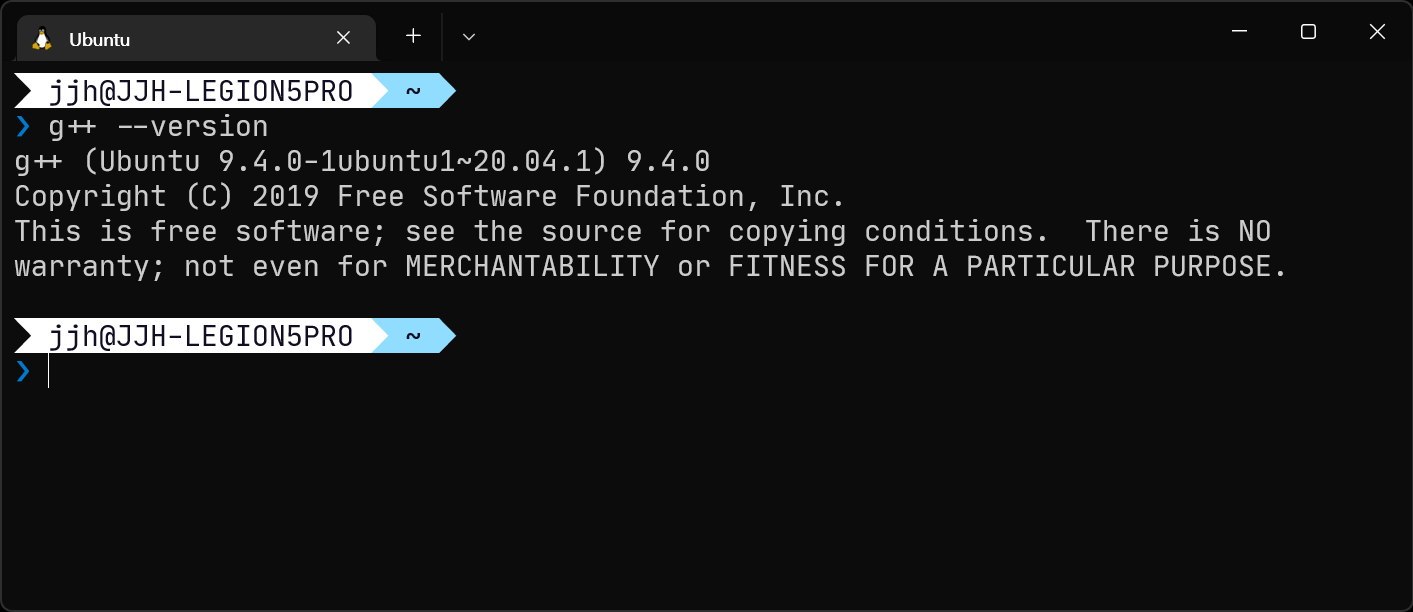 Ubuntu
jjh@JJH-LEGION5PRO ~
❯ g++ --version
g++ (Ubuntu 9.4.0-1ubuntu1~20.04.1) 9.4.0
Copyright (C) 2019 Free Software Foundation, Inc.
This is free software; see the source for copying conditions.  There is NO
warranty; not even for MERCHANTABILITY or FITNESS FOR A PARTICULAR PURPOSE.
jjh@JJH-LEGION5PRO ~
❯